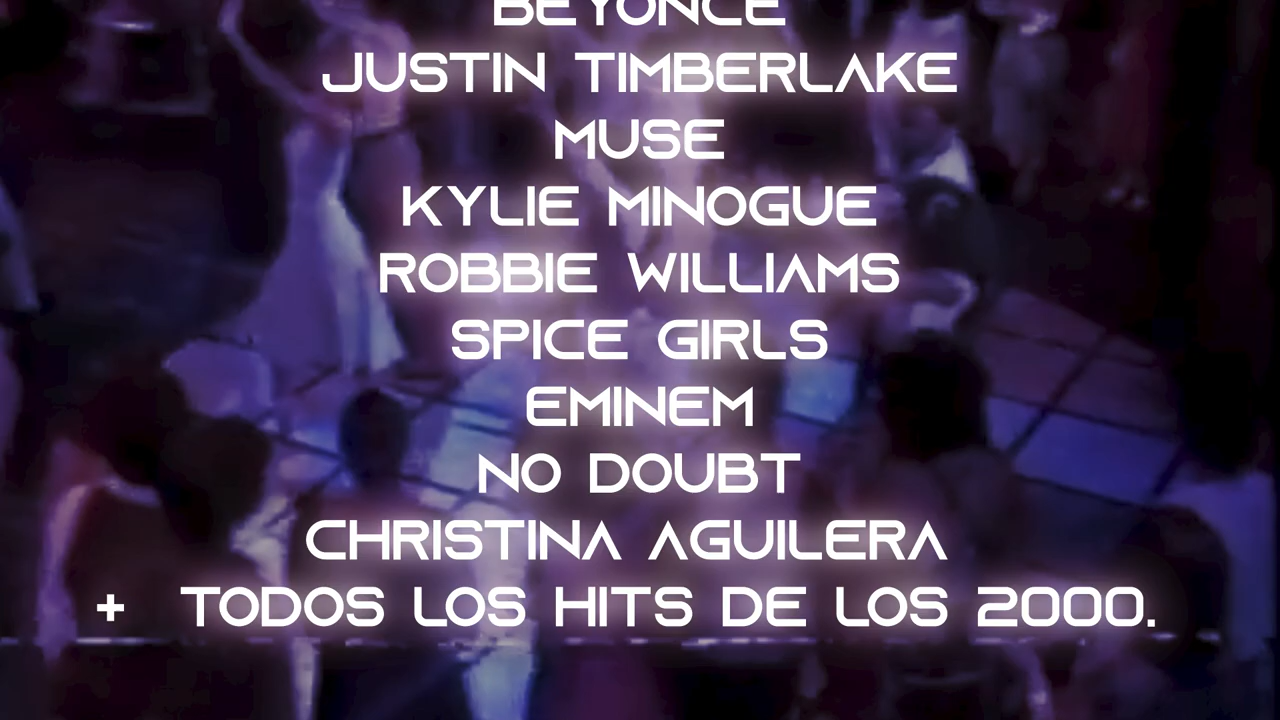 BEYONCE
JUSTIN TIMBERLAKE
MUSE
KYLIE MINOGUE
ROBBIE WILLIAMS
SPICE GIRLS
EMINEM
NO DOUBT
CHRISTINA AGUILERA
+ TODOS LOS HITS DE LOS 2000.